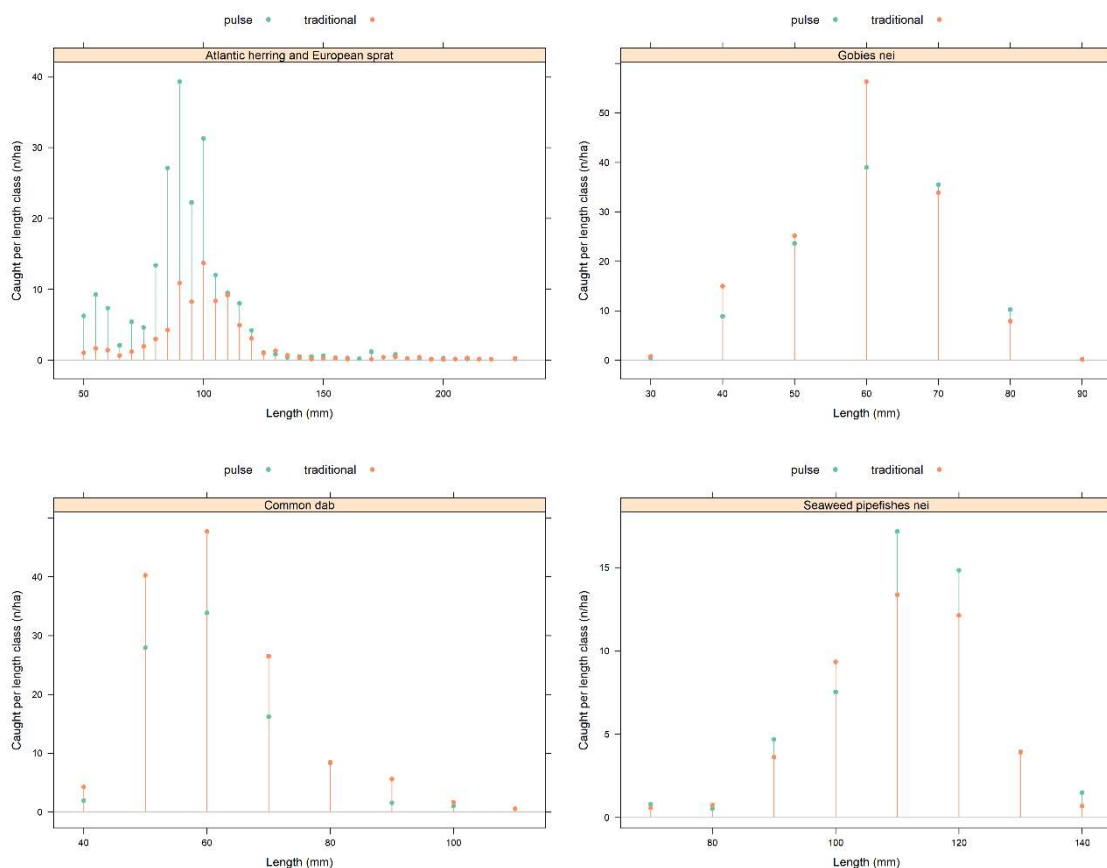 pulse traditional
Atlantic herring and European sprat
Caught per length class (n/ha)
40
30
20
10
0
50 100 150 200
Length (mm)
pulse traditional
Gobies nei
Caught per length class (n/ha)
50
40
30
20
10
0
30 40 50 60 70 80 90
Length (mm)
pulse traditional
Common dab
Caught per length class (n/ha)
40
30
20
10
0
40 60 80 100
Length (mm)
pulse traditional
Seaweed pipefishes nei
Caught per length class (n/ha)
15
10
5
0
80 100 120 140
Length (mm)